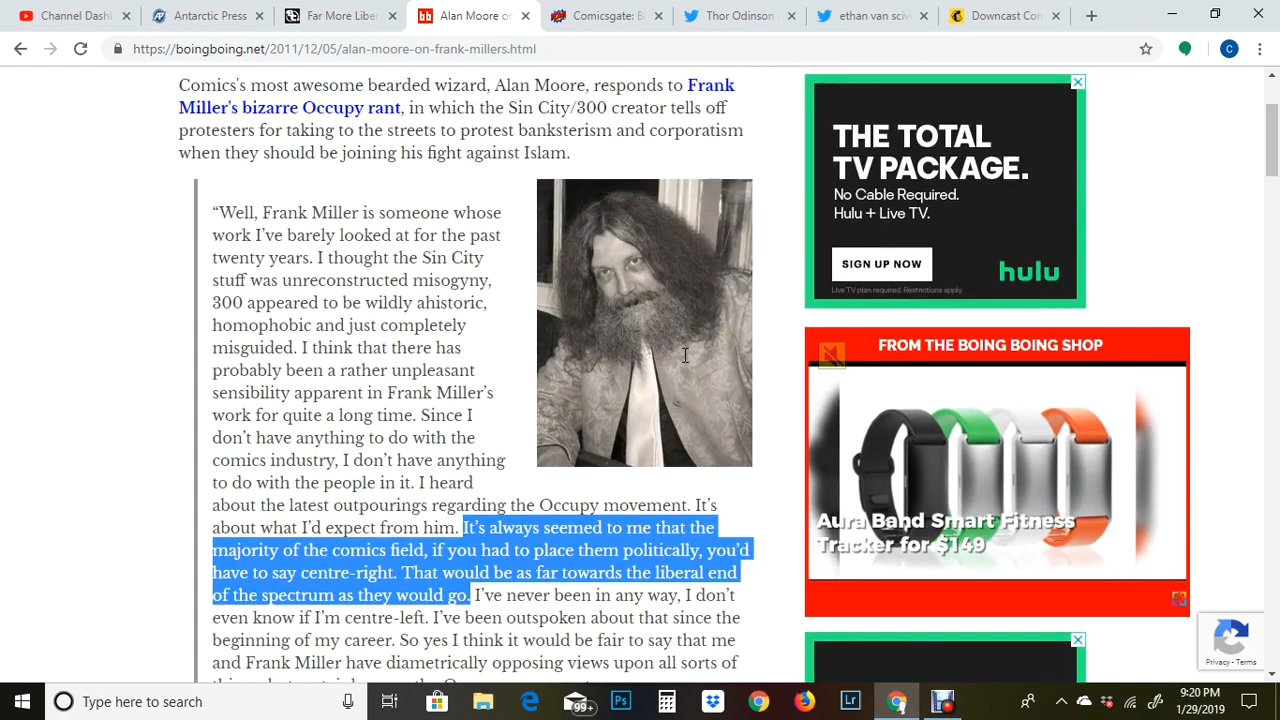 Channel Dash
Antarctic Press
Far More Liber
Alan Moore on
Comicsgate: Bl
Thor Odinson
ethan van sciv
Downcast Con
https://boingboing.net/2011/12/05/alan-moore-on-frank-millers.html
C
Comics's most awesome bearded wizard, Alan Moore, responds to Frank
Miller's bizarre Occupy rant, in which the Sin City/300 creator tells off
protesters for taking to the streets to protest banksterism and corporatism
when they should be joining his fight against Islam.
“Well, Frank Miller is someone whose
work I’ve barely looked at for the past
twenty years. I thought the Sin City
stuff was unreconstructed misogyny,
300 appeared to be wildly ahistoric,
homophobic and just completely
misguided. I think that there has
probably been a rather unpleasant
sensibility apparent in Frank Miller’s
work for quite a long time. Since I
don’t have anything to do with the
comics industry, I don’t have anything
to do with the people in it. I heard
about the latest outpourings regarding the Occupy movement. It’s
about what I’d expect from him. It’s always seemed to me that the
majority of the comics field, if you had to place them politically, you’d
have to say centre-right. That would be as far towards the liberal end
of the spectrum as they would go. I’ve never been in any way, I don’t
even know if I’m centre-left. I’ve been outspoken about that since the
beginning of my career. So yes I think it would be fair to say that me
and Frank Miller have diametrically opposing views upon all sorts of
THE TOTAL
TV PACKAGE.
No Cable Required.
Hulu + Live TV.
SIGN UP NOW
hulu
Live TV plan required. Restrictions apply.
FROM THE BOING BOING SHOP
Aura Band Smart Fitness
Tracker for $149
Privacy - Terms
Type here to search
99+
Ps
Lr
9:20 PM
1/29/2019